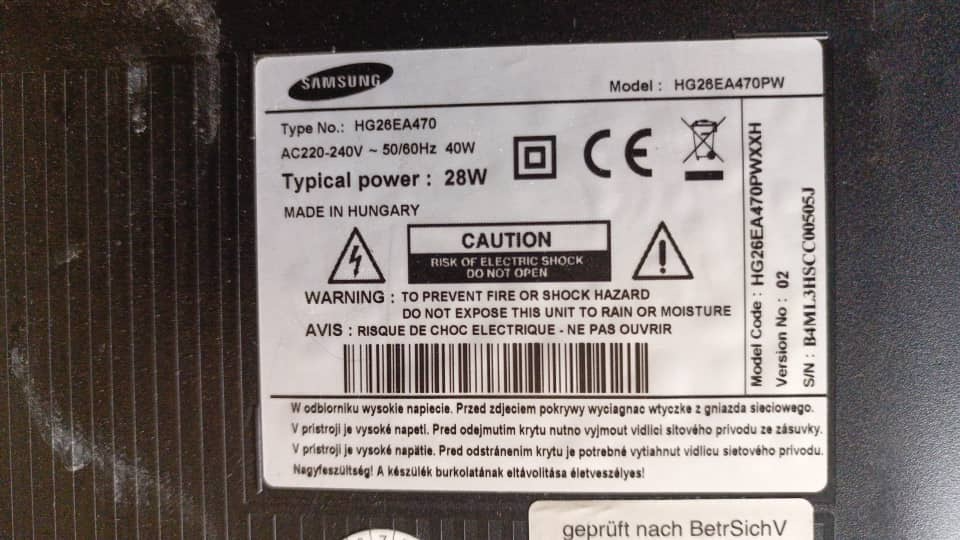 SAMSUNG
Model : HG26EA470PW
Type No.: HG26EA470
AC220-240V ~ 50/60Hz 40W
Typical power : 28W
MADE IN HUNGARY
CAUTION
RISK OF ELECTRIC SHOCK
DO NOT OPEN
WARNING : TO PREVENT FIRE OR SHOCK HAZARD
DO NOT EXPOSE THIS UNIT TO RAIN OR MOISTURE
AVIS : RISQUE DE CHOC ELECTRIQUE - NE PAS OUVRIR
Model Code : HG26EA470PWXXH
Version No : 02
S/N : B4ML3HSCC00505J
W odbiorniku wysokie napiecie. Przed zdjeciem pokrywy wyciagnac wtyczke z gniazda sieciowego.
V pristroji je vysoké napeti. Pred odejmutim krytu nutno vyjmout vidlici sitového privodu ze zásuvky.
V pristroji je vysoké napätie. Pred odstránenim krytu je potrebné vytiahnut vidlicu sietového privodu.
Nagyfeszültség! A készülék burkolatának eltávolítása életveszélyes!
geprüft nach BetrSichV